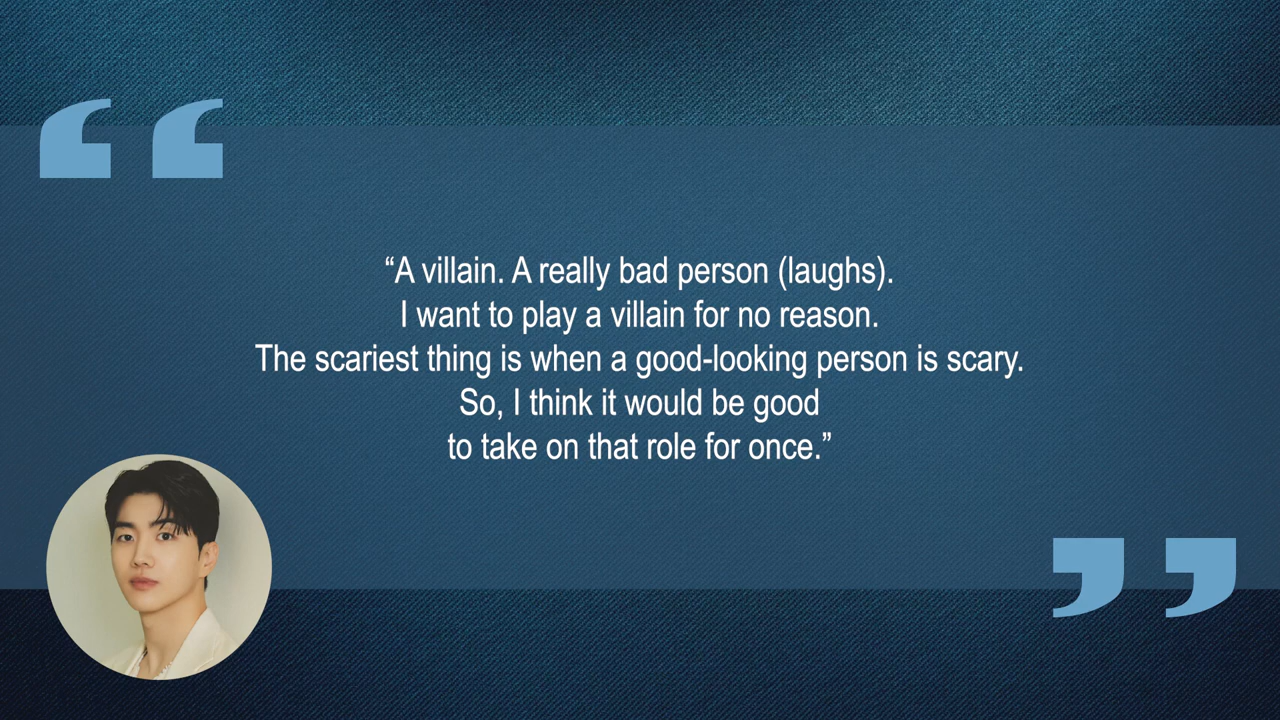 “A villain. A really bad person (laughs).
I want to play a villain for no reason.
The scariest thing is when a good-looking person is scary.
So, I think it would be good
to take on that role for once.”